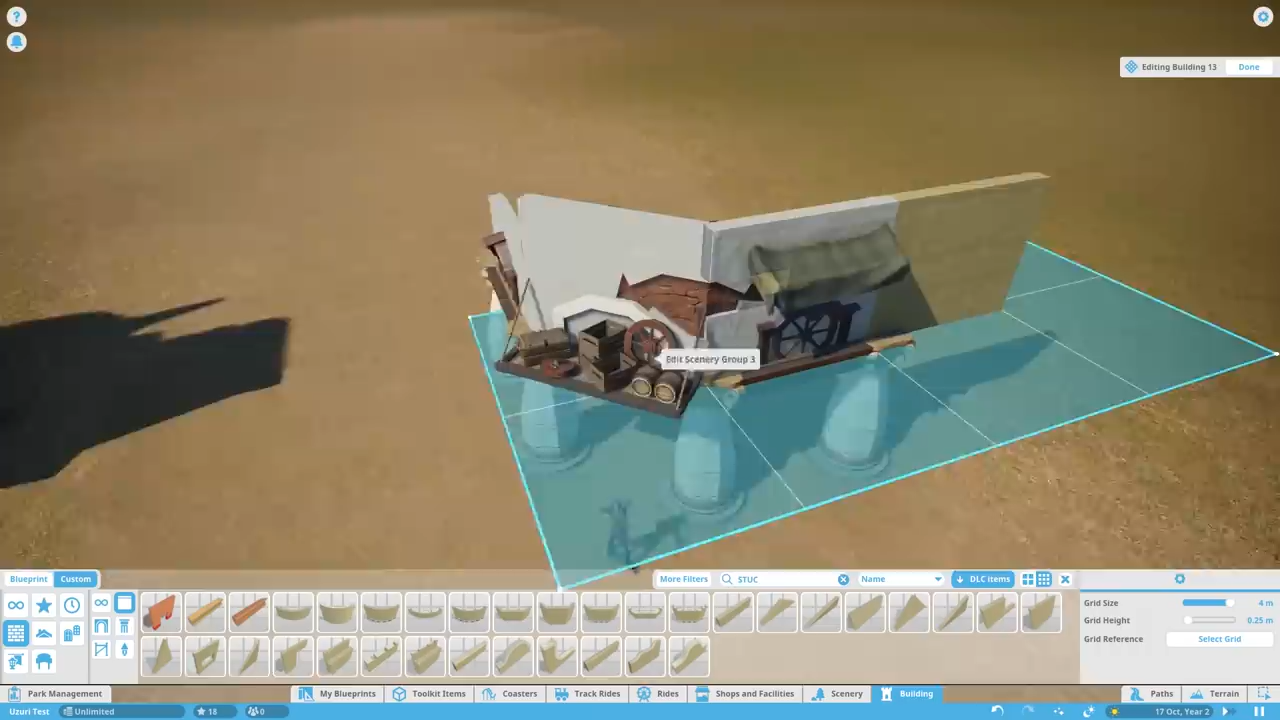 ?
Editing Building 13 Done
Edit Scenery Group 3
Blueprint Custom More Filters STUC Name DLC items
Grid Size 4 m
Grid Height 0.25 m
Grid Reference Select Grid
Park Management My Blueprints Toolkit Items Coasters Track Rides Rides Shops and Facilities Scenery Building Paths Terrain
Uzuri Test Unlimited 18 0 17 Oct, Year 2